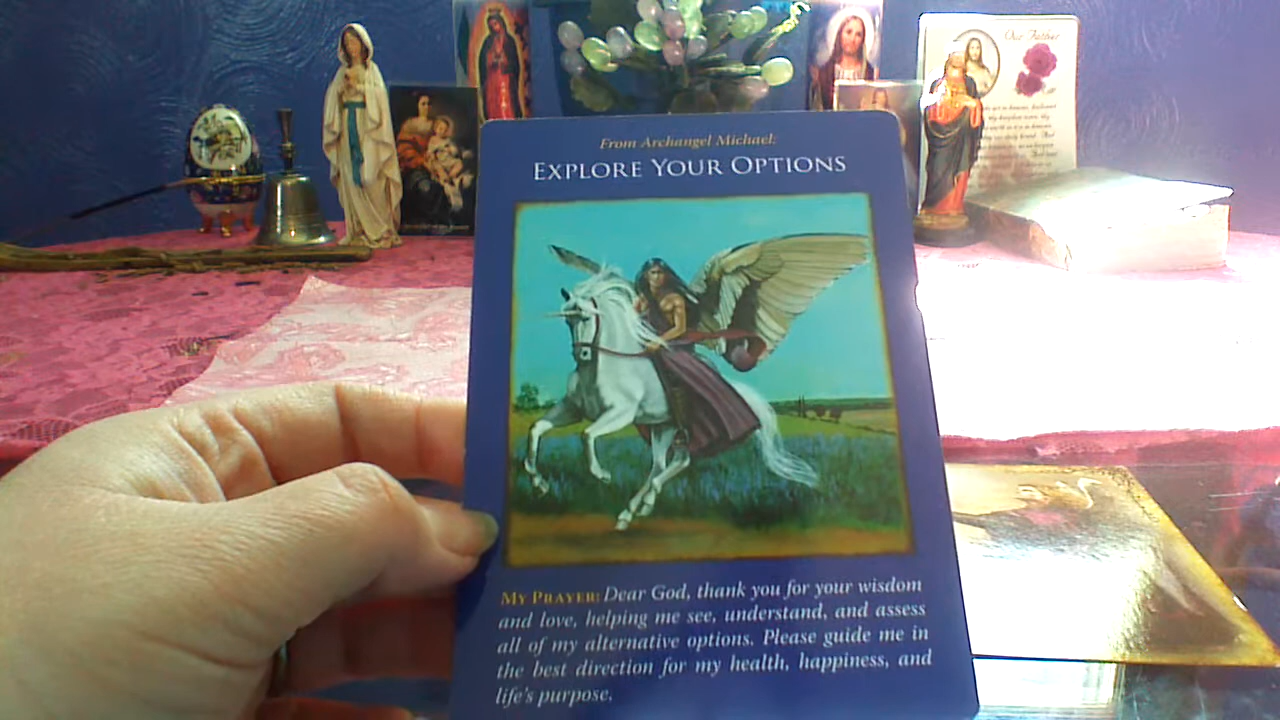 Our Father
From Archangel Michael:
EXPLORE YOUR OPTIONS
MY PRAYER: Dear God, thank you for your wisdom
and love, helping me see, understand, and assess
all of my alternative options. Please guide me in
the best direction for my health, happiness, and
life's purpose.